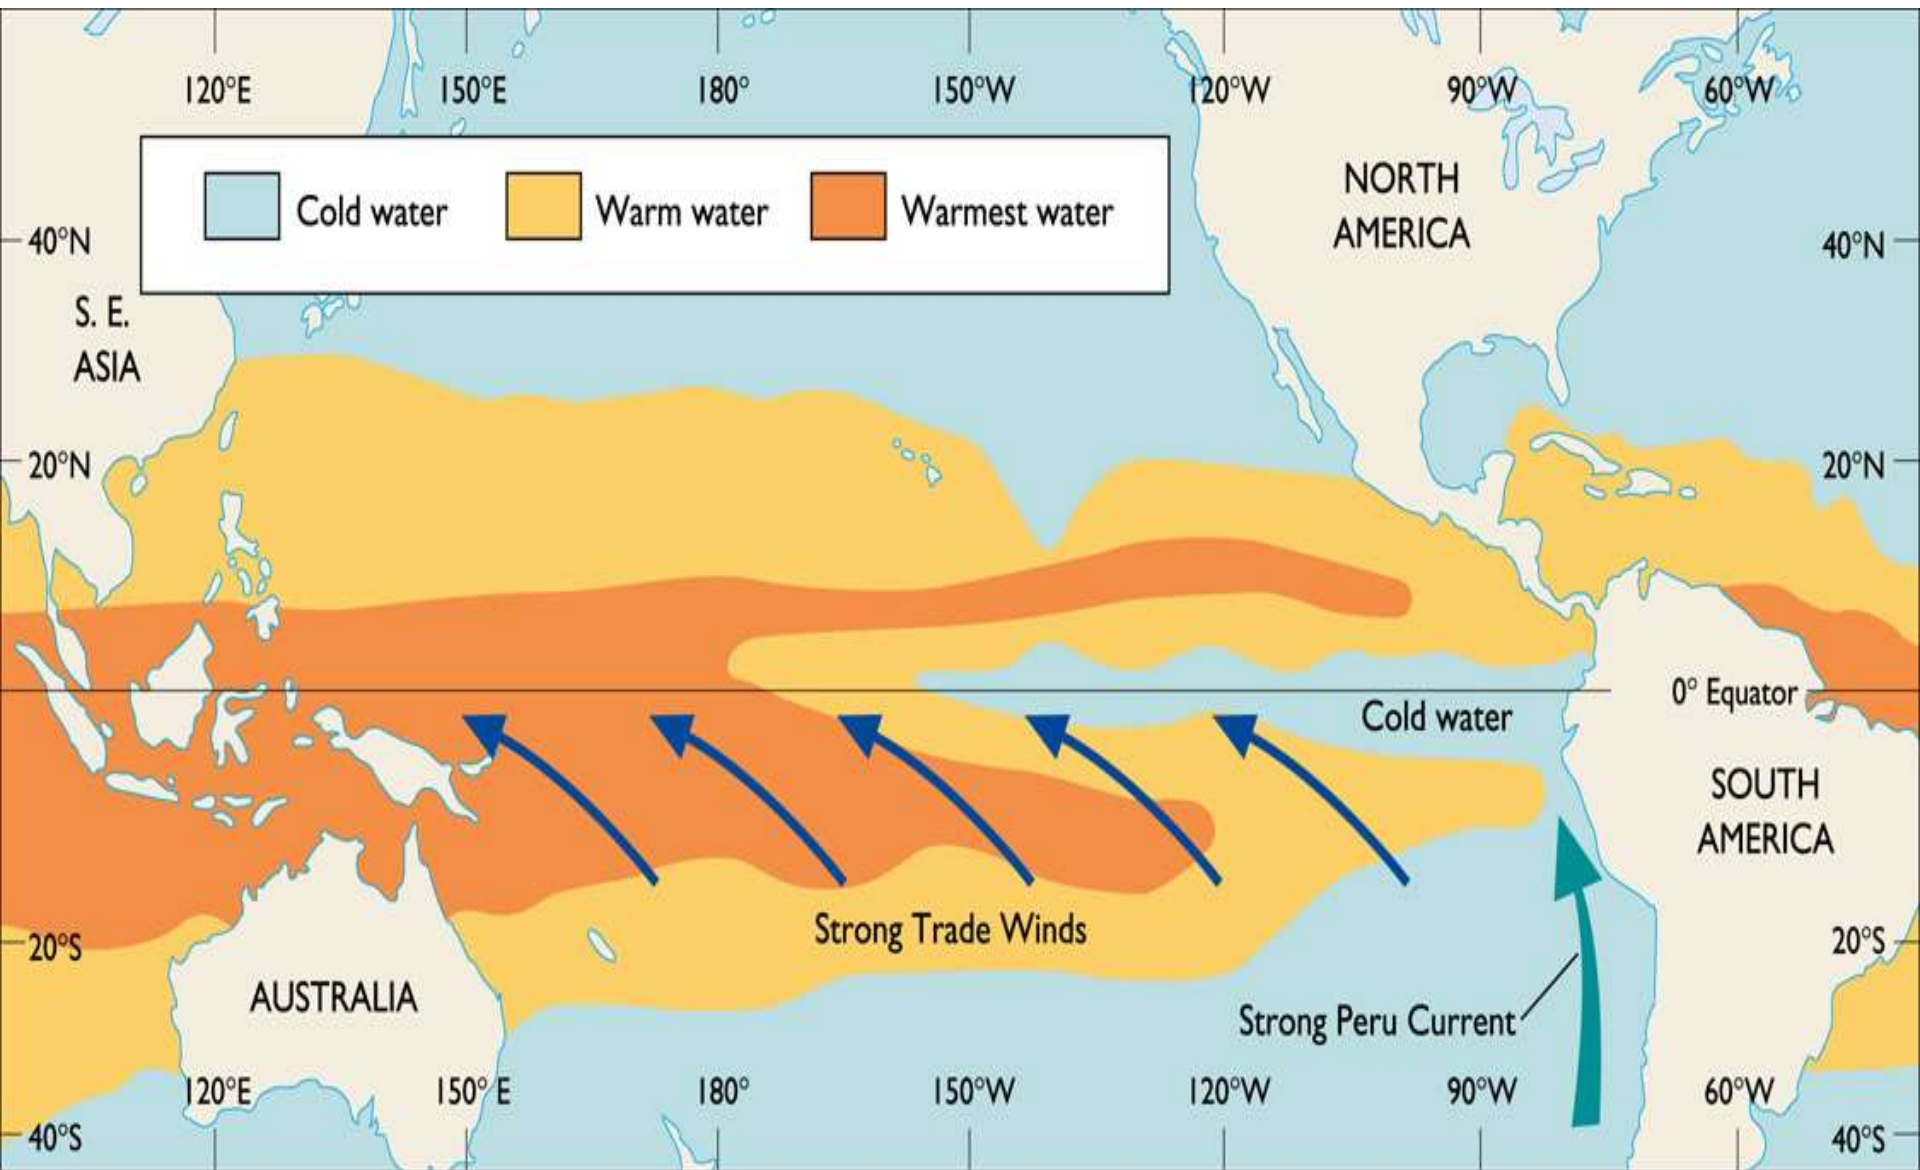 120°E 150°E 180° 150°W 120°W 90°W 60°W
Cold water Warm water Warmest water
NORTH
AMERICA
40°N 40°N
S. E.
ASIA
20°N 20°N
0° Equator
Cold water
SOUTH
AMERICA
Strong Trade Winds
20°S 20°S
AUSTRALIA
Strong Peru Current
120°E 150°E 180° 150°W 120°W 90°W 60°W
40°S 40°S